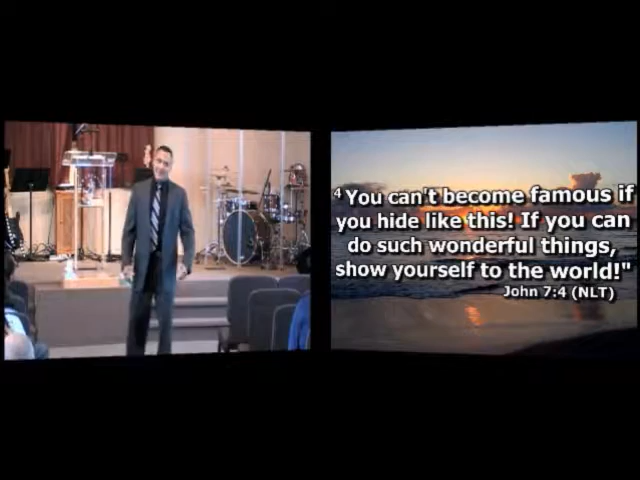 4 You can't become famous if
you hide like this! If you can
do such wonderful things,
show yourself to the world!"
John 7:4 (NLT)